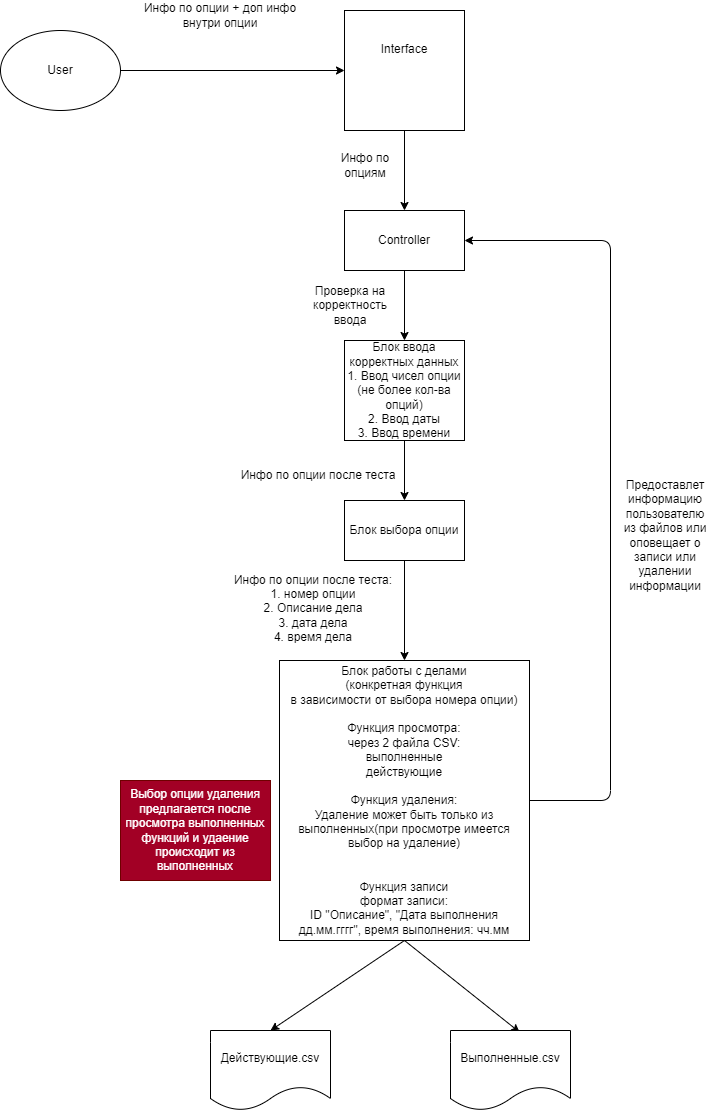 Инфо по опции + доп инфо
внутри опции
User
Interface
Инфо по
опциям
Controller
Проверка на
корректность
ввода
Блок ввода
корректных данных
1. Ввод чисел опции
(не более кол-ва
опций)
2. Ввод даты
3. Ввод времени
Инфо по опции после теста
Блок выбора опции
Предоставлет
информацию
пользователю
из файлов или
оповещает о
записи или
удалении
информации
Инфо по опции после теста:
1. номер опции
2. Описание дела
3. дата дела
4. время дела
Блок работы с делами
(конкретная функция
в зависимости от выбора номера опции)
Функция просмотра:
через 2 файла CSV:
выполненные
действующие
Функция удаления:
Удаление может быть только из
выполненных(при просмотре имеется
выбор на удаление)
Функция записи
формат записи:
ID "Описание", "Дата выполнения
дд.мм.гггг", время выполнения: чч.мм
Выбор опции удаления
предлагается после
просмотра выполненных
функций и удаение
происходит из
выполненных
Действующие.csv
Выполненные.csv